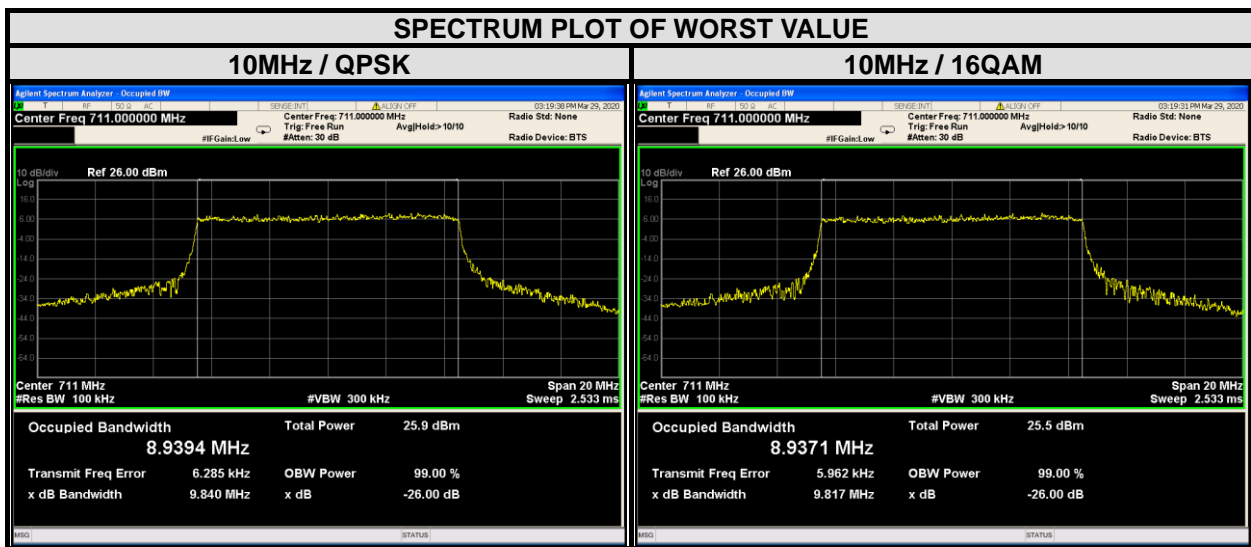 SPECTRUM PLOT OF WORST VALUE
10MHz / QPSK
10MHz / 16QAM
Agilent Spectrum Analyzer - Occupied BW
T RF 50 Ω AC SENSE:INT ALIGN OFF 03:19:38 PM Mar 29, 2020
Center Freq 711.000000 MHz
Center Freq: 711.000000 MHz Radio Std: None
Trig: Free Run Avg|Hold:> 10/10
#IFGain:Low #Atten: 30 dB Radio Device: BTS
10 dB/div Ref 26.00 dBm
Log
16.0
6.00
-4.00
-14.0
-24.0
-34.0
-44.0
-54.0
-64.0
Center 711 MHz Span 20 MHz
#Res BW 100 kHz #VBW 300 kHz Sweep 2.533 ms
Occupied Bandwidth Total Power 25.9 dBm
8.9394 MHz
Transmit Freq Error 6.285 kHz OBW Power 99.00 %
x dB Bandwidth 9.840 MHz x dB -26.00 dB
MSG STATUS
Agilent Spectrum Analyzer - Occupied BW
T RF 50 Ω AC SENSE:INT ALIGN OFF 03:19:31 PM Mar 29, 2020
Center Freq 711.000000 MHz
Center Freq: 711.000000 MHz Radio Std: None
Trig: Free Run Avg|Hold:> 10/10
#IFGain:Low #Atten: 30 dB Radio Device: BTS
10 dB/div Ref 26.00 dBm
Log
16.0
6.00
-4.00
-14.0
-24.0
-34.0
-44.0
-54.0
-64.0
Center 711 MHz Span 20 MHz
#Res BW 100 kHz #VBW 300 kHz Sweep 2.533 ms
Occupied Bandwidth Total Power 25.5 dBm
8.9371 MHz
Transmit Freq Error 5.962 kHz OBW Power 99.00 %
x dB Bandwidth 9.817 MHz x dB -26.00 dB
MSG STATUS